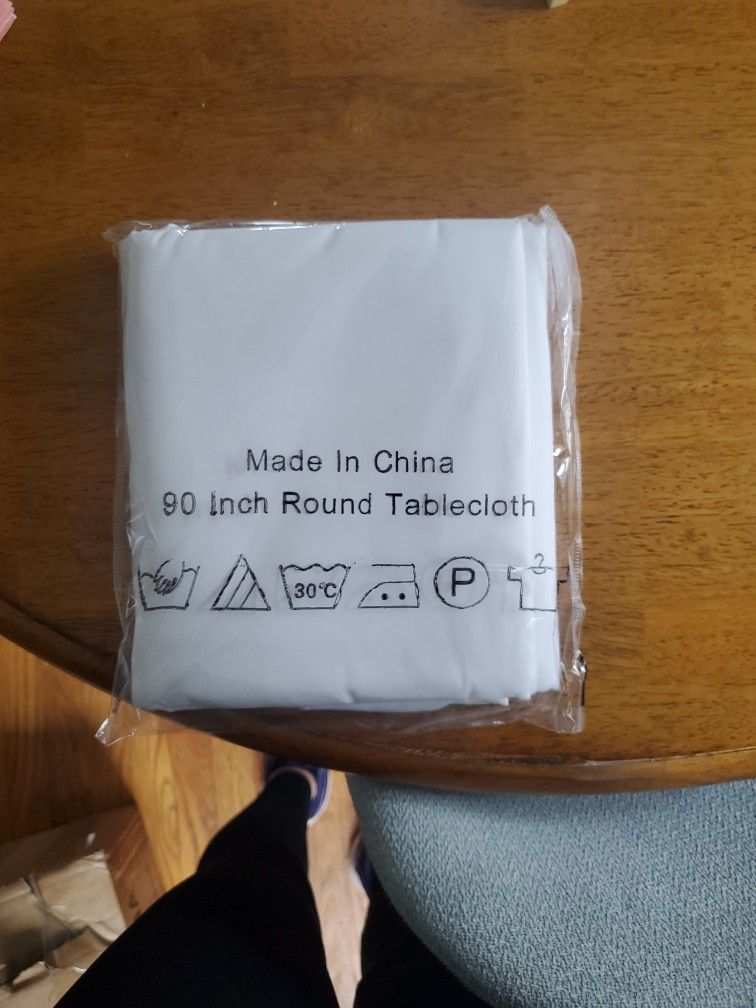 Made In China
90 Inch Round Tablecloth
30°C P